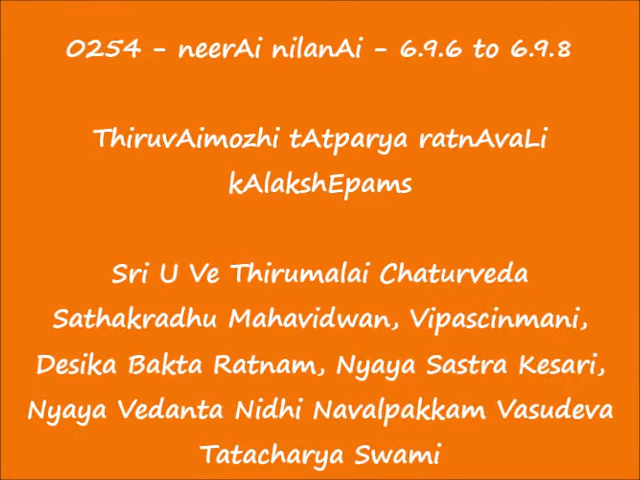 0254 - neerAi nilanAi - 6.9.6 to 6.9.8
ThiruvAimozhi tAtparya ratnAvaLi
kAlakshEpams
Sri U Ve Thirumalai Chaturveda
Sathakradhu Mahavidwan, Vipascinmani,
Desika Bakta Ratnam, Nyaya Sastra Kesari,
Nyaya Vedanta Nidhi Navalpakkam Vasudeva
Tatacharya Swami